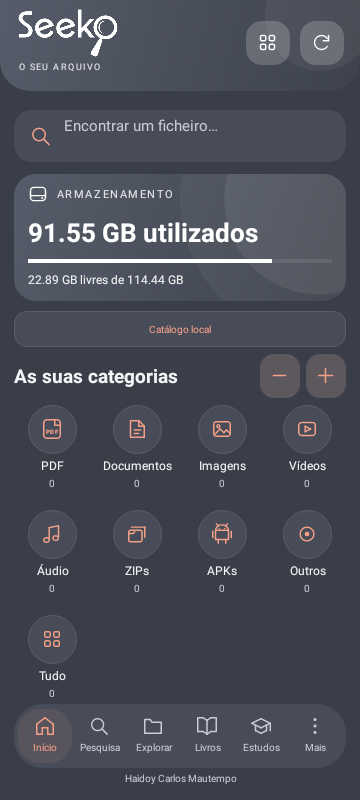 Seeko
O SEU ARQUIVO
Encontrar um ficheiro...
ARMAZENAMENTO
91.55 GB utilizados
22.89 GB livres de 114.44 GB
Catálogo local
As suas categorias
PDF
PDF Documentos Imagens Vídeos
0 0 0 0
Áudio ZIPs APKs Outros
0 0 0 0
Tudo
0
Início Pesquisa Explorar Livros Estudos Mais
Haidoy Carlos Mautempo